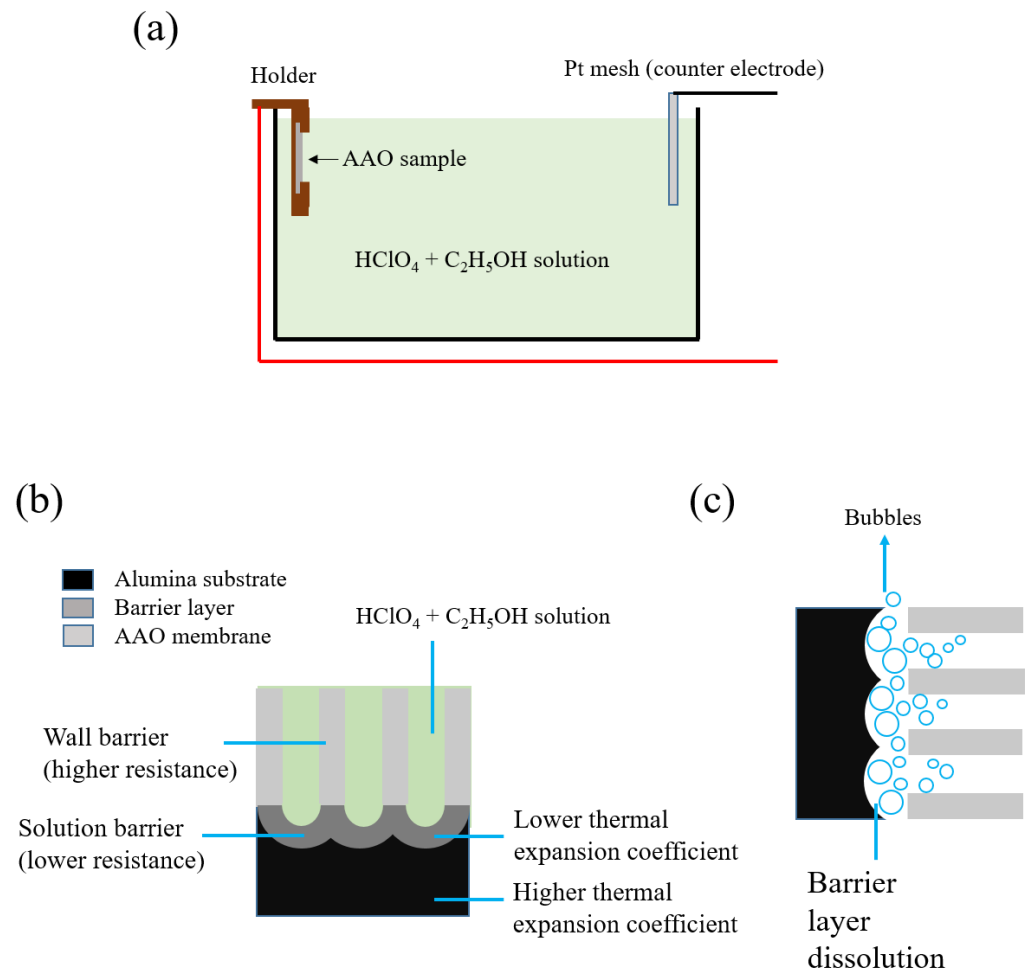 (a)
Holder
Pt mesh (counter electrode)
AAO sample
HClO₄ + C₂H₅OH solution
(b)
Alumina substrate
Barrier layer
AAO membrane
HClO₄ + C₂H₅OH solution
Wall barrier
(higher resistance)
Solution barrier
(lower resistance)
Lower thermal
expansion coefficient
Higher thermal
expansion coefficient
(c)
Bubbles
Barrier
layer
dissolution